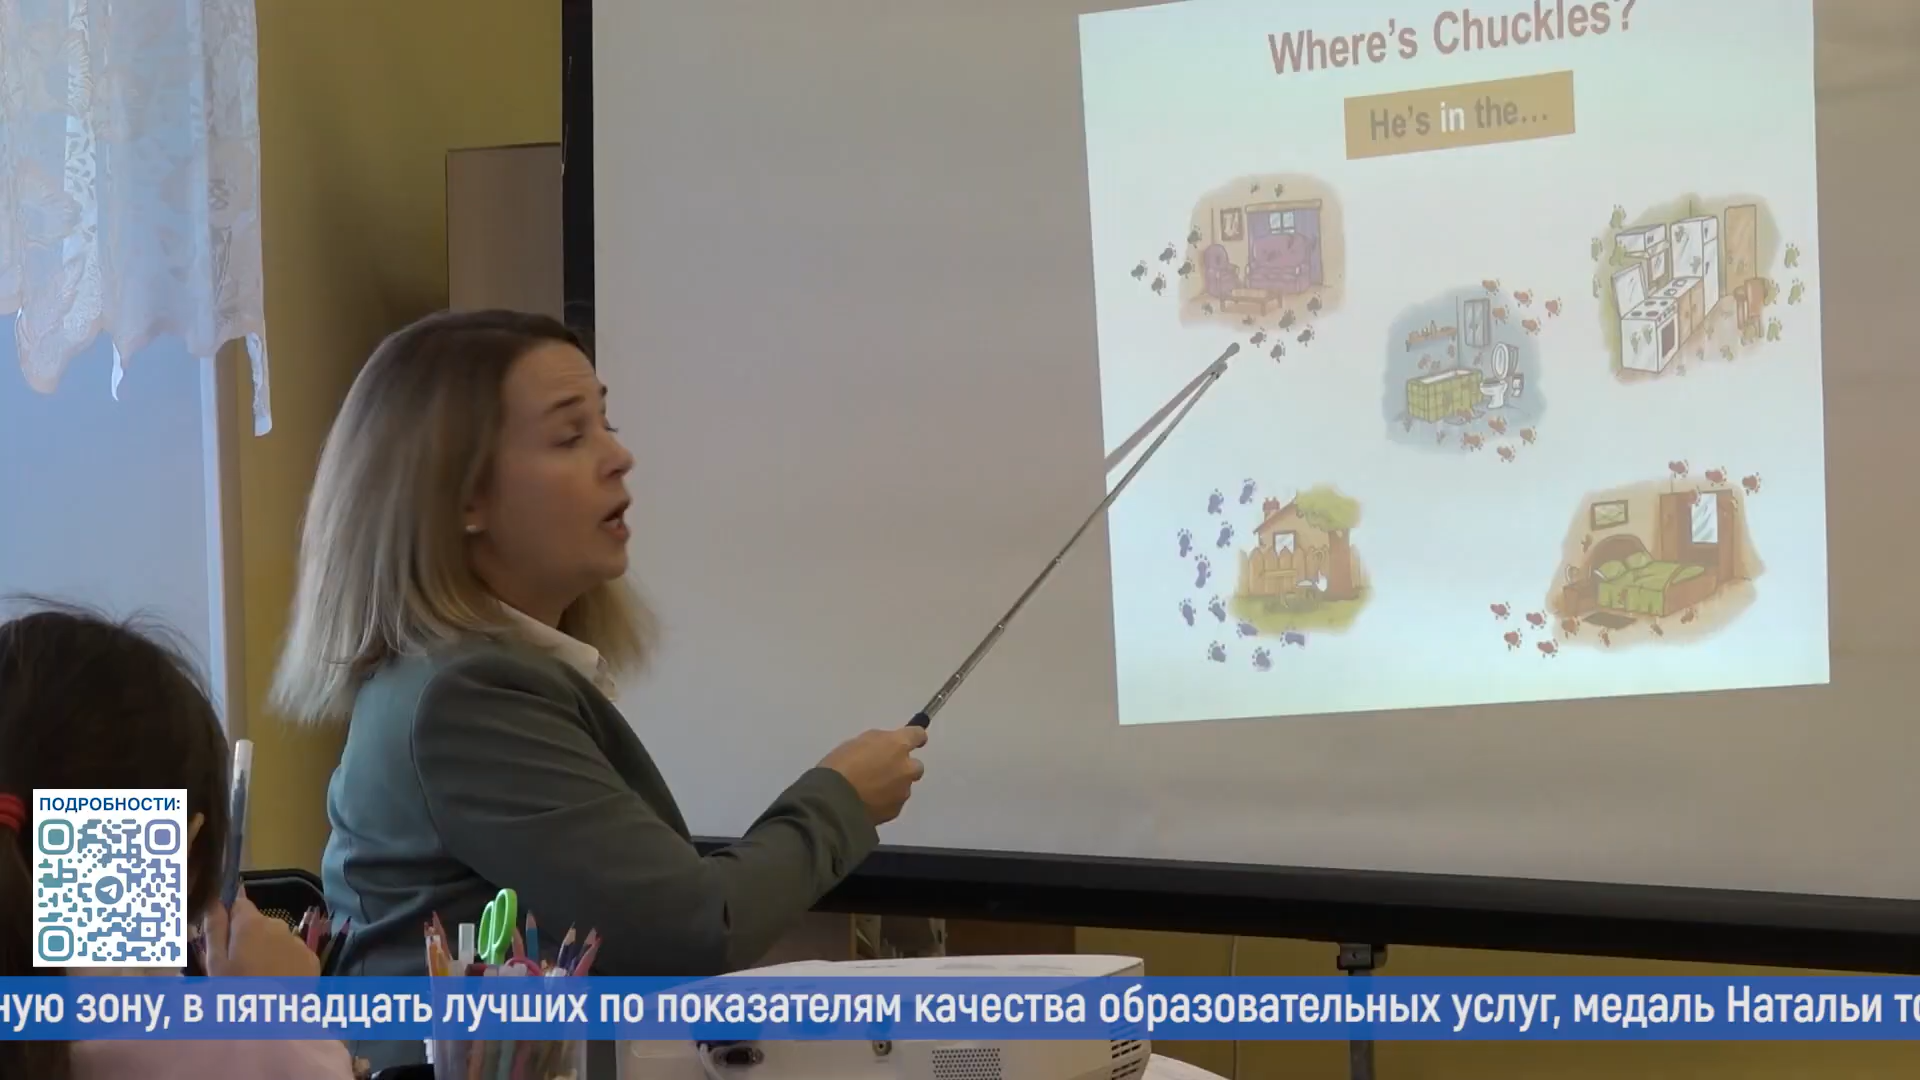 Where's Chuckles?
He's in the...
ПОДРОБНОСТИ:
ную зону, в пятнадцать лучших по показателям качества образовательных услуг, медаль Натальи то